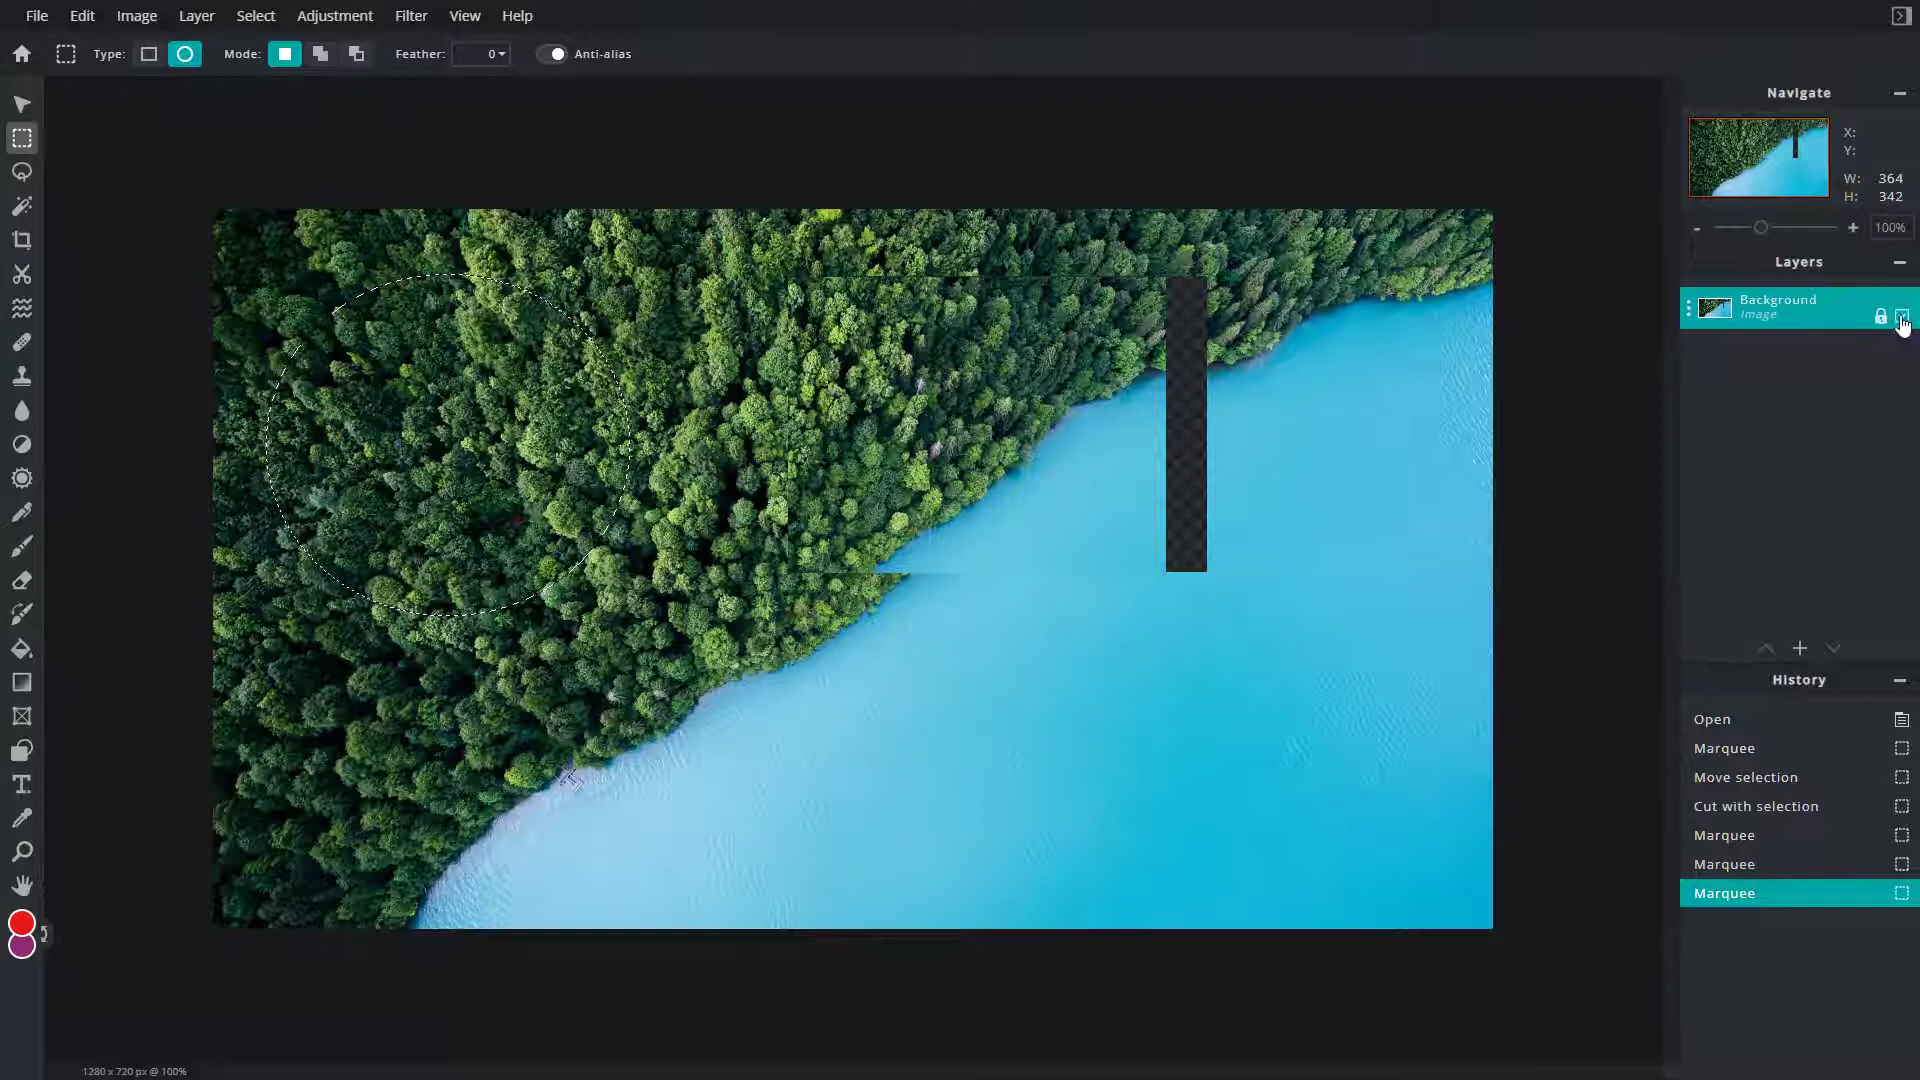 File Edit Image Layer Select Adjustment Filter View Help
Type: Mode: Feather: 0 Anti-alias
Navigate
X:
Y:
W: 364
H: 342
- + 100%
Layers
Background
Image
History
Open
Marquee
Move selection
Cut with selection
Marquee
Marquee
Marquee
1280 x 720 px @ 100%